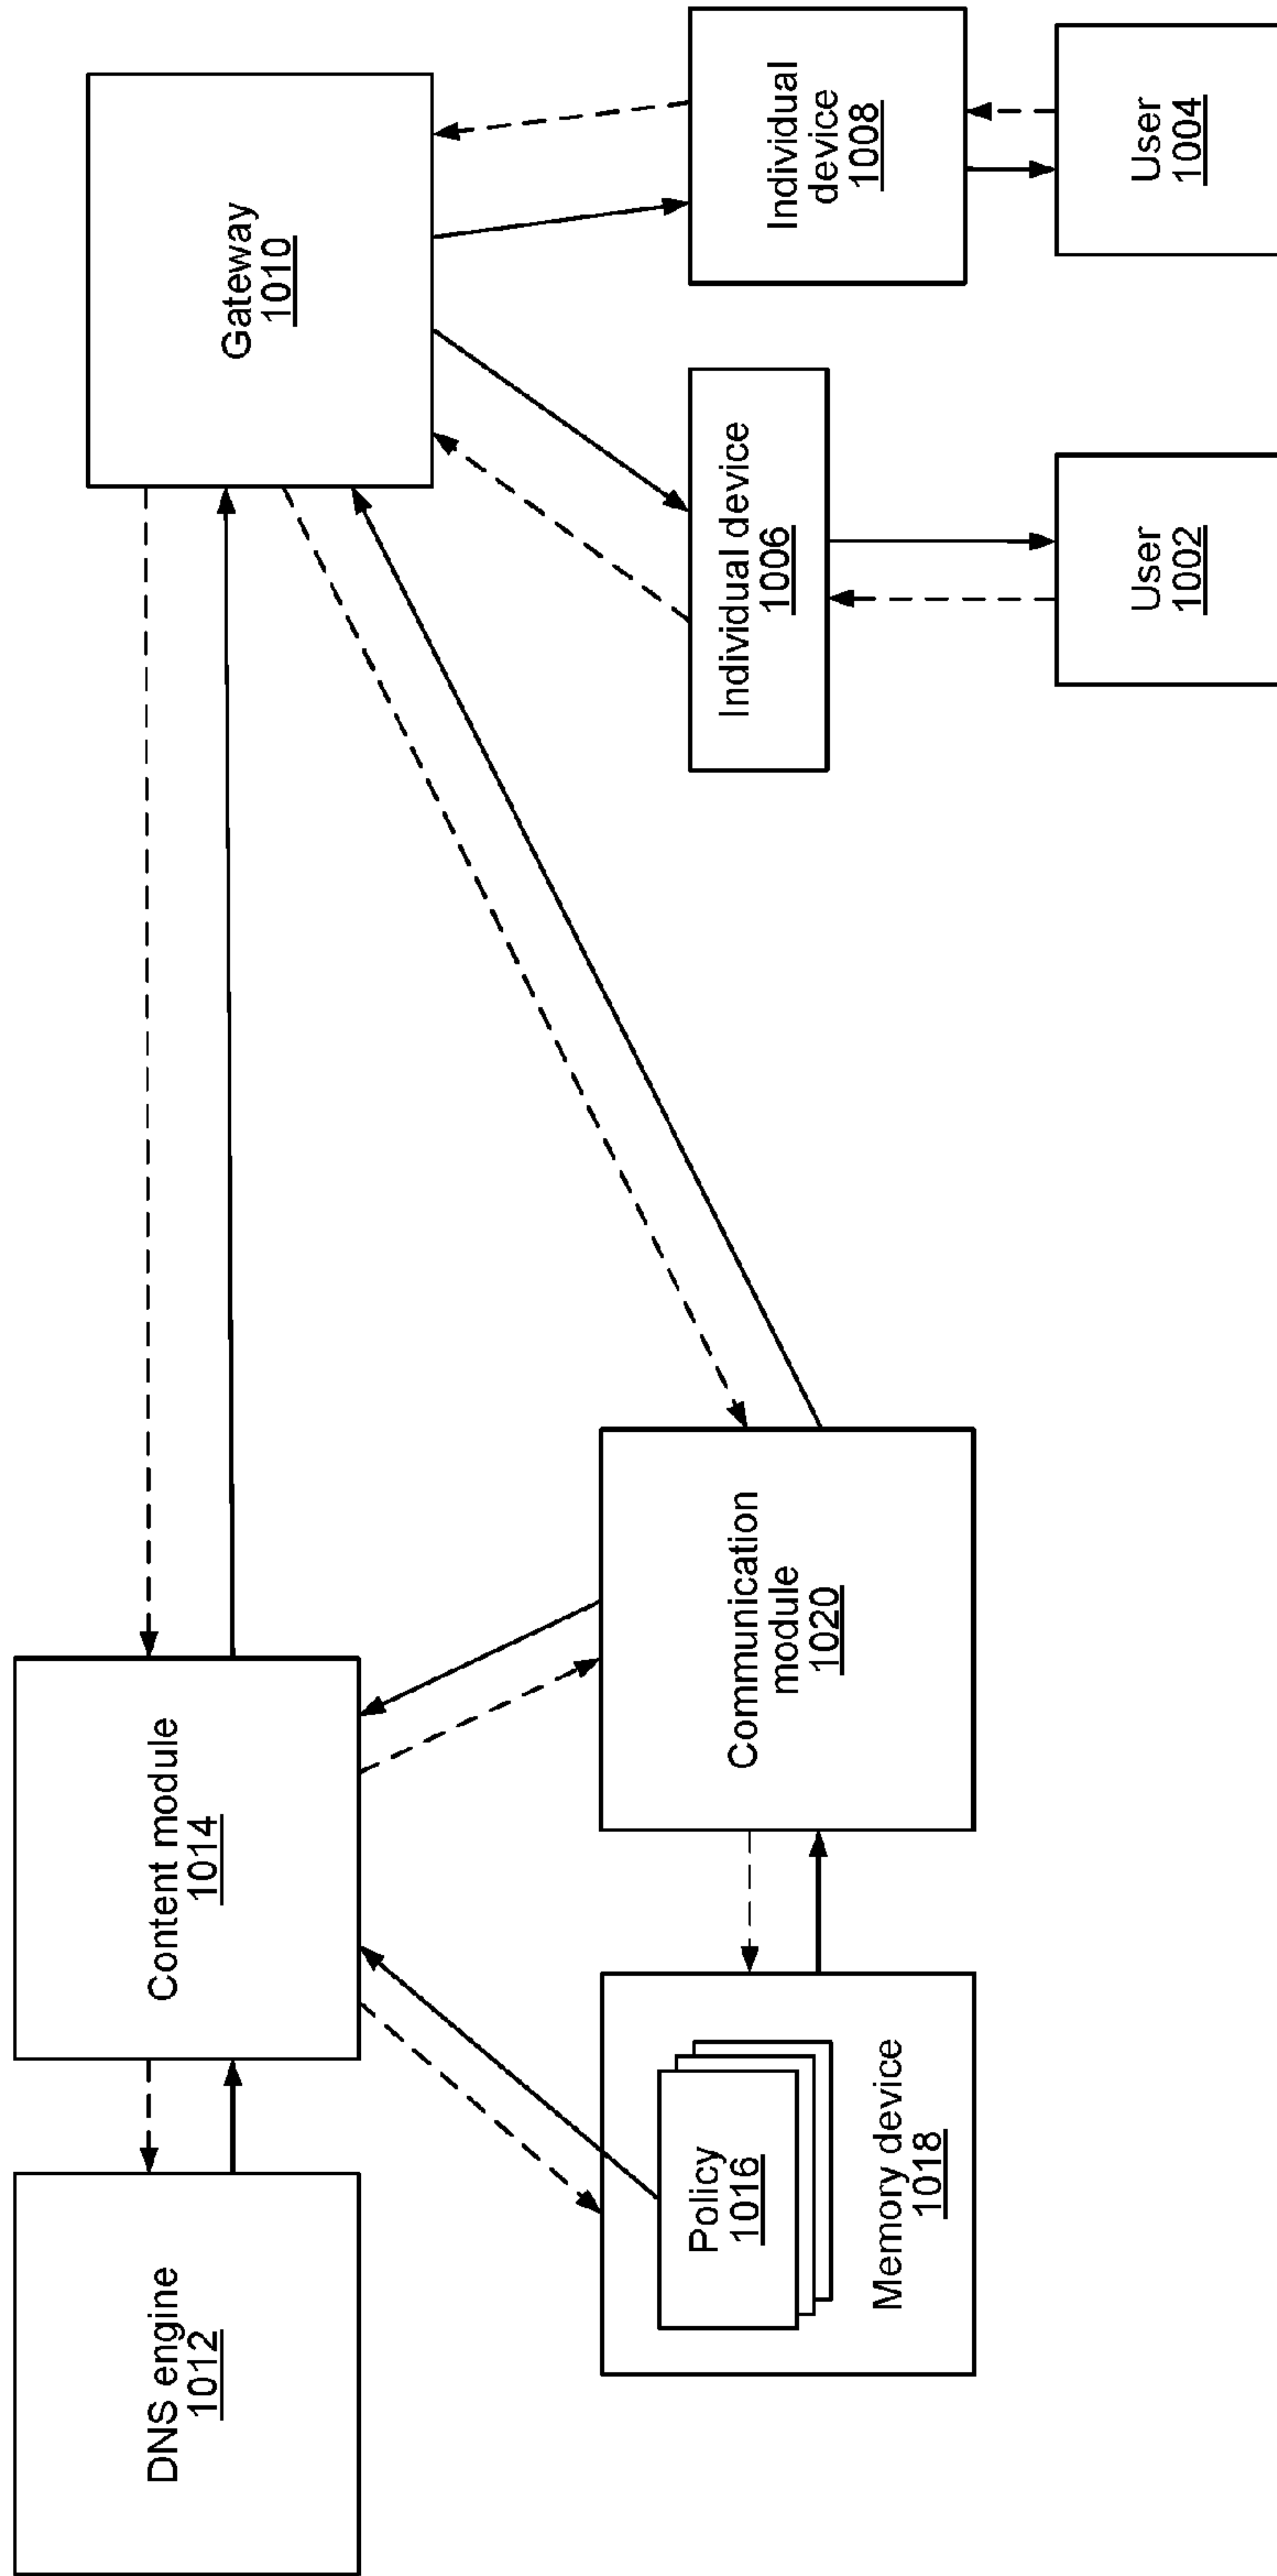 DNS engine
1012
Content module
1014
Gateway
1010
Policy
1016
Memory device
1018
Communication
module
1020
Individual device
1006
Individual
device
1008
User
1002
User
1004